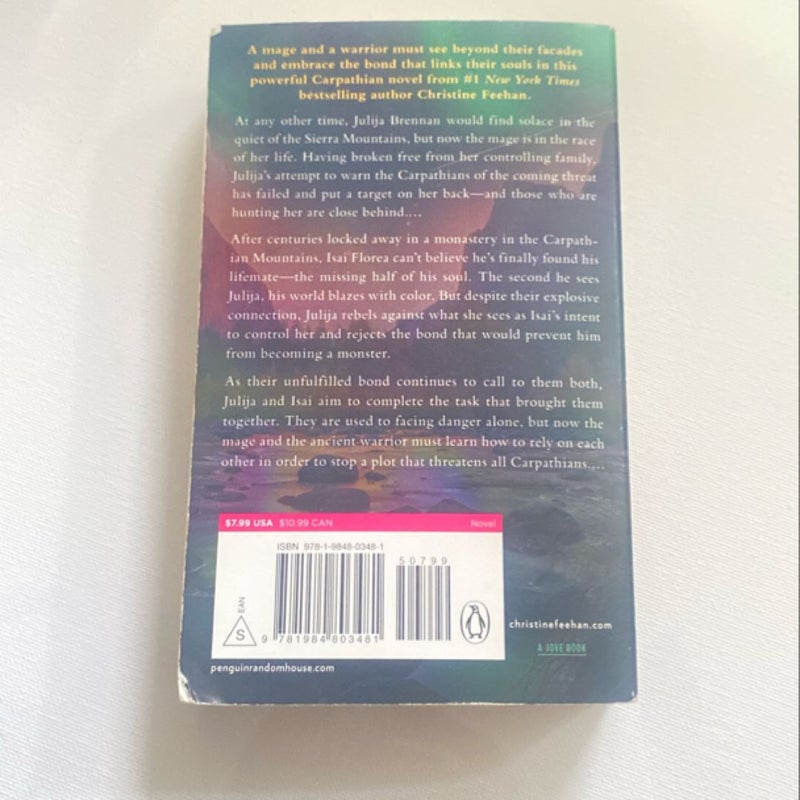 A mage and a warrior must see beyond their facades
and embrace the bond that links their souls in this
powerful Carpathian novel from #1 New York Times
bestselling author Christine Feehan.
At any other time, Julija Brennan would find solace in the
quiet of the Sierra Mountains, but now the mage is in the race
of her life. Having broken free from her controlling family,
Julija's attempt to warn the Carpathians of the coming threat
has failed and put a target on her back—and those who are
hunting her are close behind....
After centuries locked away in a monastery in the Carpath-
ian Mountains, Isai Florea can't believe he's finally found his
lifemate—the missing half of his soul. The second he sees
Julija, his world blazes with color. But despite their explosive
connection, Julija rebels against what she sees as Isai's intent
to control her and rejects the bond that would prevent him
from becoming a monster.
As their unfulfilled bond continues to call to them both,
Julija and Isai aim to complete the task that brought them
together. They are used to facing danger alone, but now the
mage and the ancient warrior must learn how to rely on each
other in order to stop a plot that threatens all Carpathians....
$7.99 USA $10.99 CAN Novel
ISBN 978-1-9848-0348-1
50799
EAN
S
9 781984 803481
christinefeehan.com
A JOVE BOOK
penguinrandomhouse.com